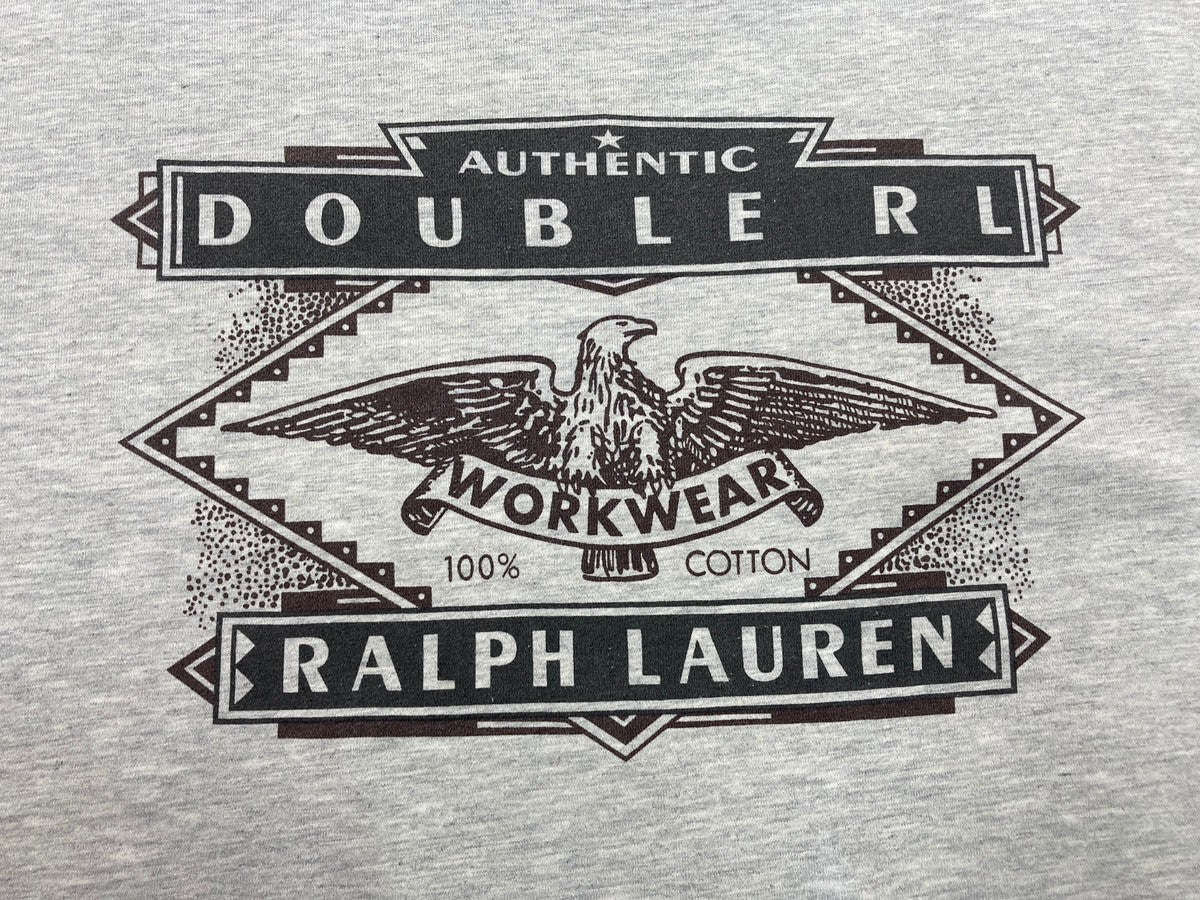 AUTHENTIC
DOUBLE RL
WORKWEAR
100% COTTON
RALPH LAUREN